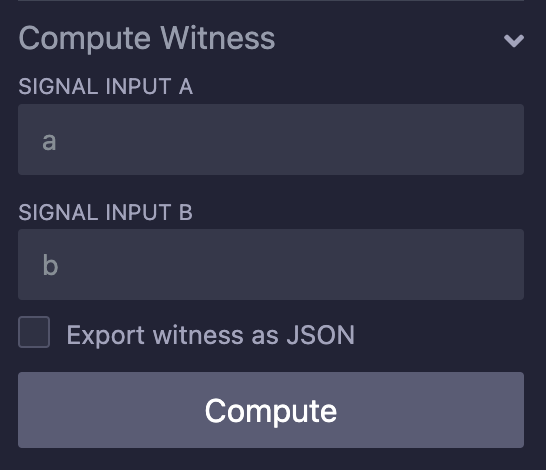 Compute Witness
SIGNAL INPUT A
a
SIGNAL INPUT B
b
Export witness as JSON
Compute